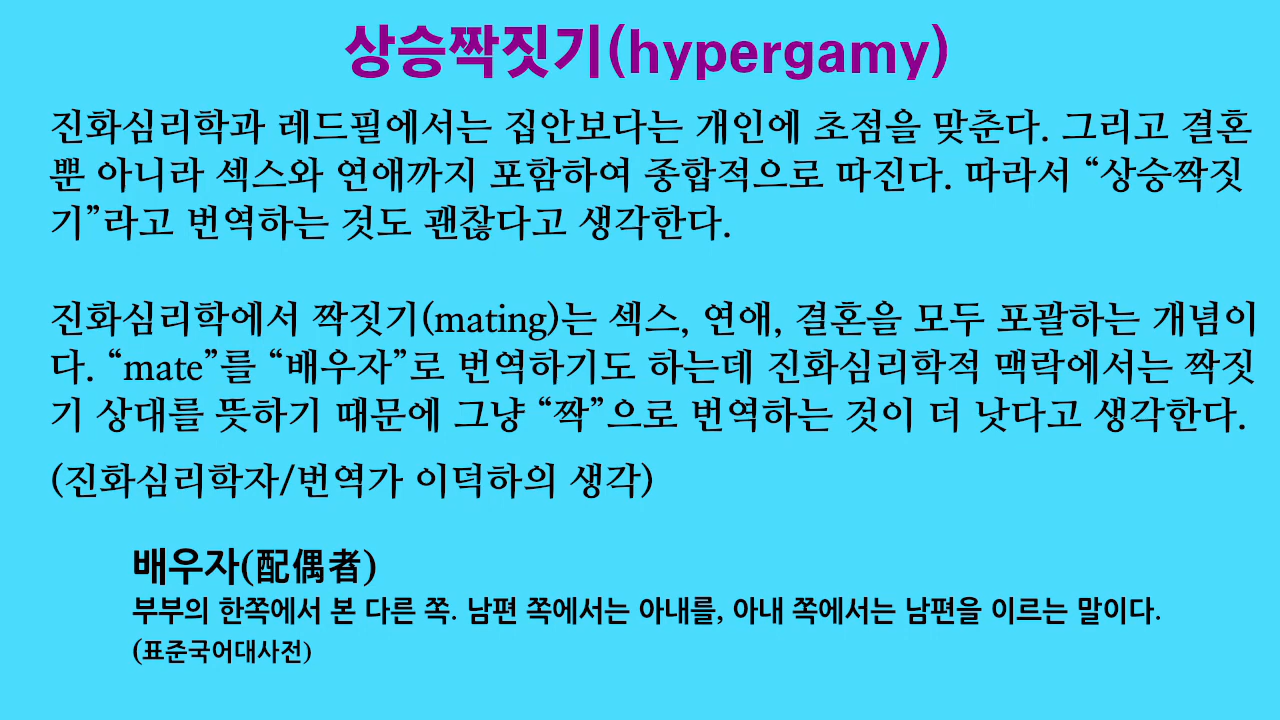 상승짝짓기(hypergamy)
진화심리학과 레드필에서는 집안보다는 개인에 초점을 맞춘다. 그리고 결혼
뿐 아니라 섹스와 연애까지 포함하여 종합적으로 따진다. 따라서 “상승짝짓
기”라고 번역하는 것도 괜찮다고 생각한다.
진화심리학에서 짝짓기(mating)는 섹스, 연애, 결혼을 모두 포괄하는 개념이
다. “mate”를 “배우자”로 번역하기도 하는데 진화심리학적 맥락에서는 짝짓
기 상대를 뜻하기 때문에 그냥 “짝”으로 번역하는 것이 더 낫다고 생각한다.
(진화심리학자/번역가 이덕하의 생각)
배우자(配偶者)
부부의 한쪽에서 본 다른 쪽. 남편 쪽에서는 아내를, 아내 쪽에서는 남편을 이르는 말이다.
(표준국어대사전)